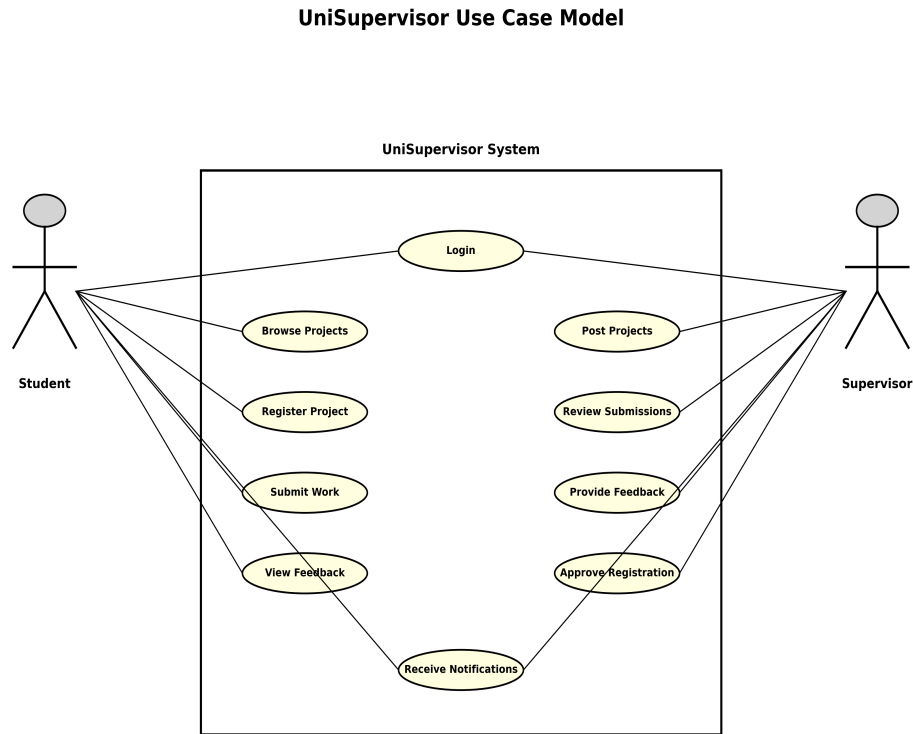 UniSupervisor Use Case Model
UniSupervisor System
Login
Browse Projects
Post Projects
Student
Supervisor
Register Project
Review Submissions
Submit Work
Provide Feedback
View Feedback
Approve Registration
Receive Notifications